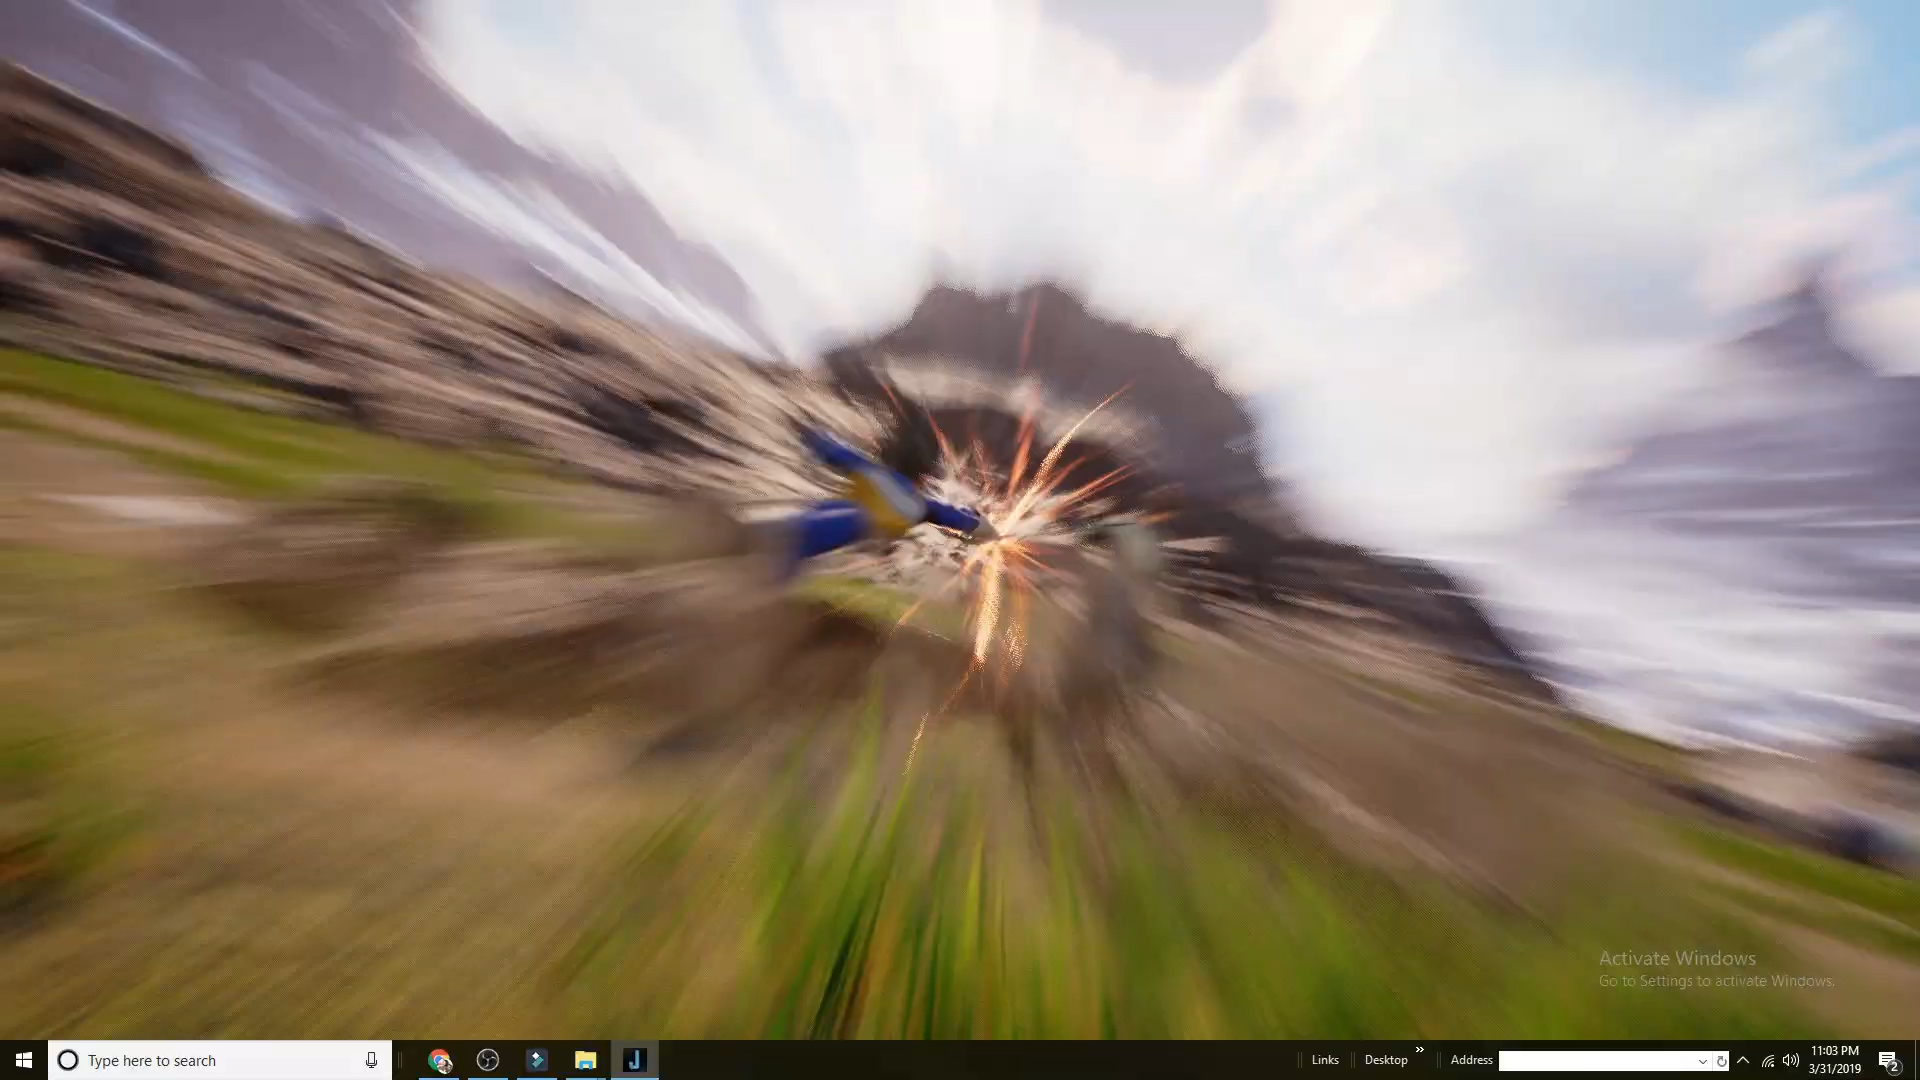 Activate Windows
Go to Settings to activate Windows.
Type here to search
J
Links
Desktop
»
Address
11:03 PM
3/31/2019
2